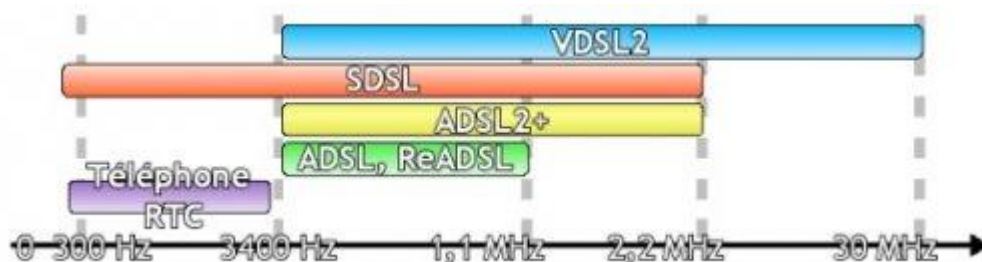 VDSL2
SDSL
ADSL2+
ADSL, ReADSL
Téléphone
RTC
0 300 Hz 3400 Hz 1,1 MHz 2,2 MHz 30 MHz